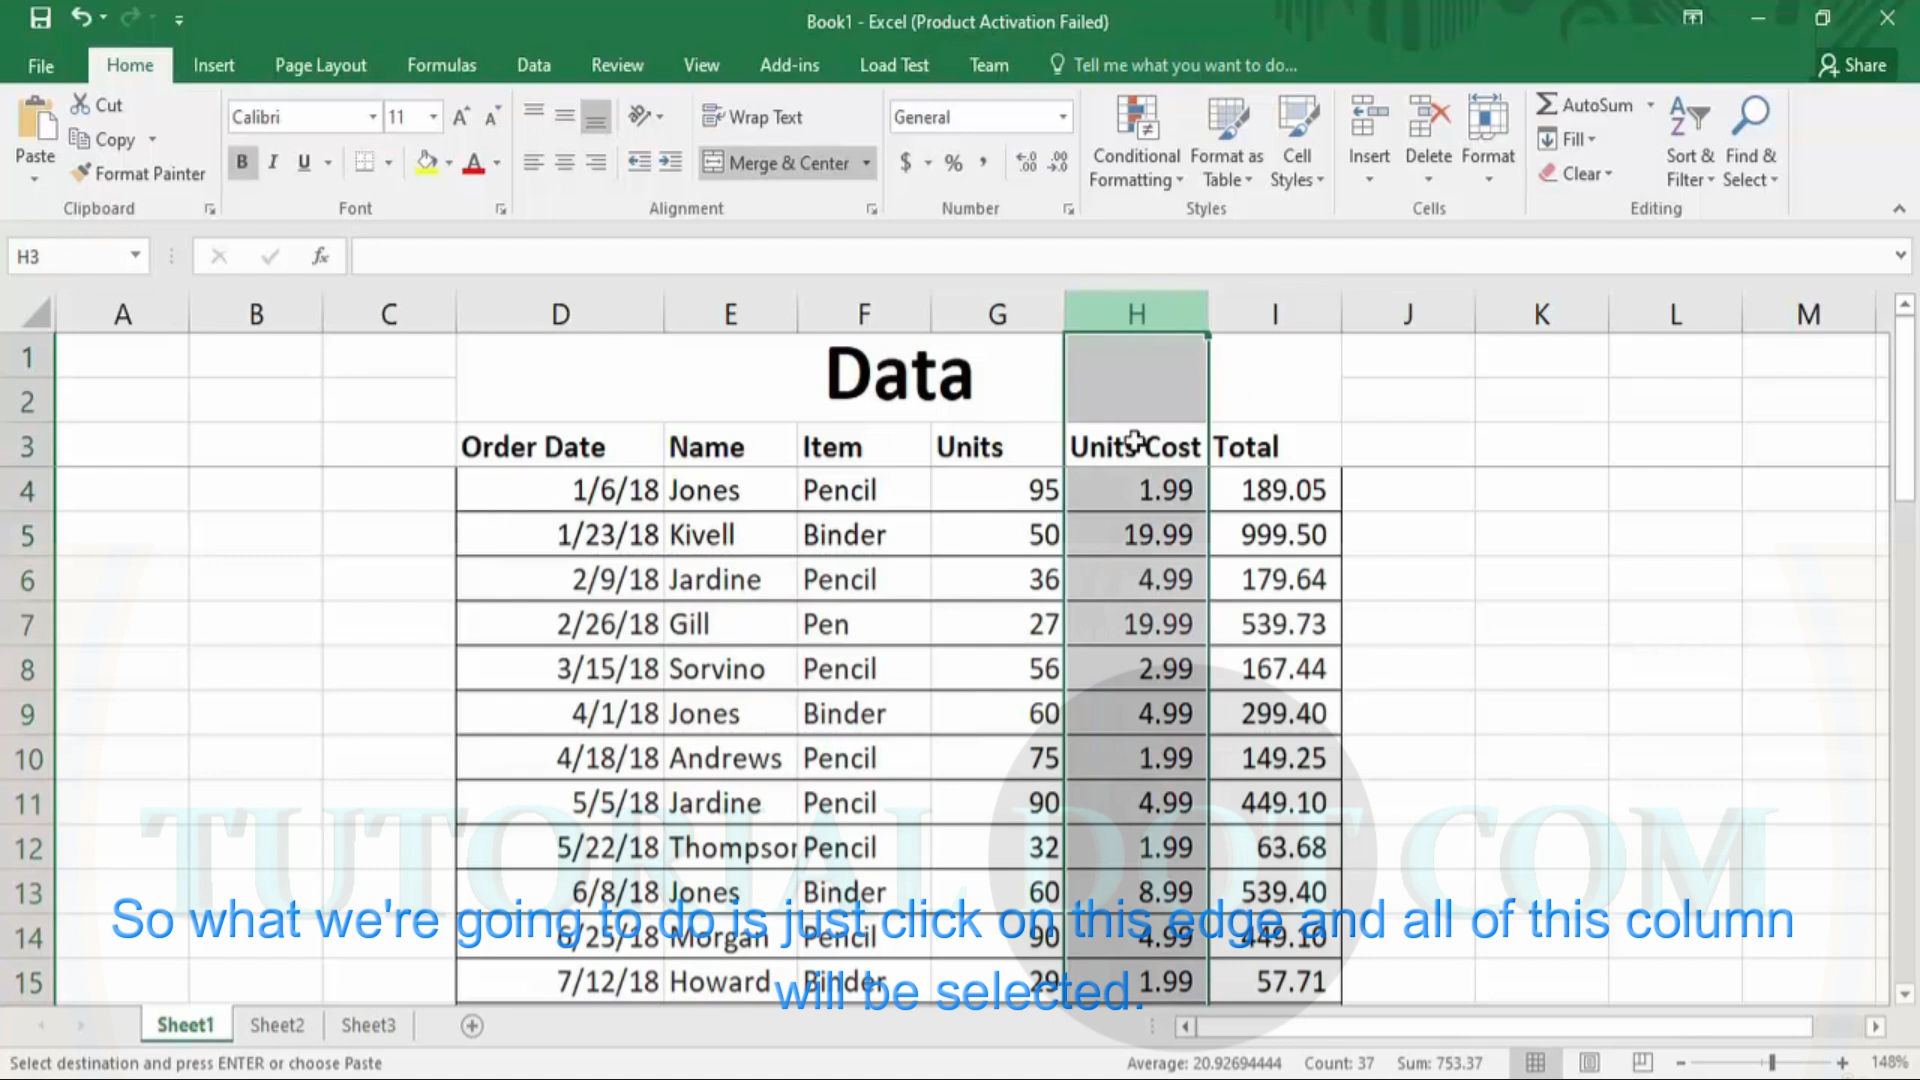 Book1 - Excel (Product Activation Failed)
File Home Insert Page Layout Formulas Data Review View Add-ins Load Test Team Tell me what you want to do... Share
Paste Cut Copy Format Painter
Clipboard
Calibri 11
B I U A
Font
Wrap Text
Merge & Center
Alignment
General
$ % , .00
Number
Conditional Formatting Format as Table Cell Styles
Styles
Insert Delete Format
Cells
AutoSum Fill Clear
Sort & Filter Find & Select
Editing
H3 fx
A B C D E F G H I J K L M
1 Data
2
3 Order Date Name Item Units Units Cost Total
4 1/6/18 Jones Pencil 95 1.99 189.05
5 1/23/18 Kivell Binder 50 19.99 999.50
6 2/9/18 Jardine Pencil 36 4.99 179.64
7 2/26/18 Gill Pen 27 19.99 539.73
8 3/15/18 Sorvino Pencil 56 2.99 167.44
9 4/1/18 Jones Binder 60 4.99 299.40
10 4/18/18 Andrews Pencil 75 1.99 149.25
11 5/5/18 Jardine Pencil 90 4.99 449.10
12 5/22/18 Thompsor Pencil 32 1.99 63.68
TUTORIAL DOT COM
13 6/8/18 Jones Binder 60 8.99 539.40
So what we're going to do is just click on this edge and all of this column
14 6/25/18 Morgan Pencil 90 4.99 449.10
15 7/12/18 Howard Binder 29 1.99 57.71
will be selected.
Sheet1 Sheet2 Sheet3
Select destination and press ENTER or choose Paste Average: 20.92694444 Count: 37 Sum: 753.37 148%